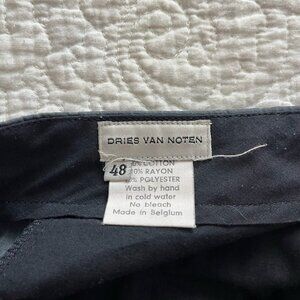 DRIES VAN NOTEN
48
COTTON
RAYON
POLYESTER
Wash by hand
in cold water
No bleach
Made in Belgium